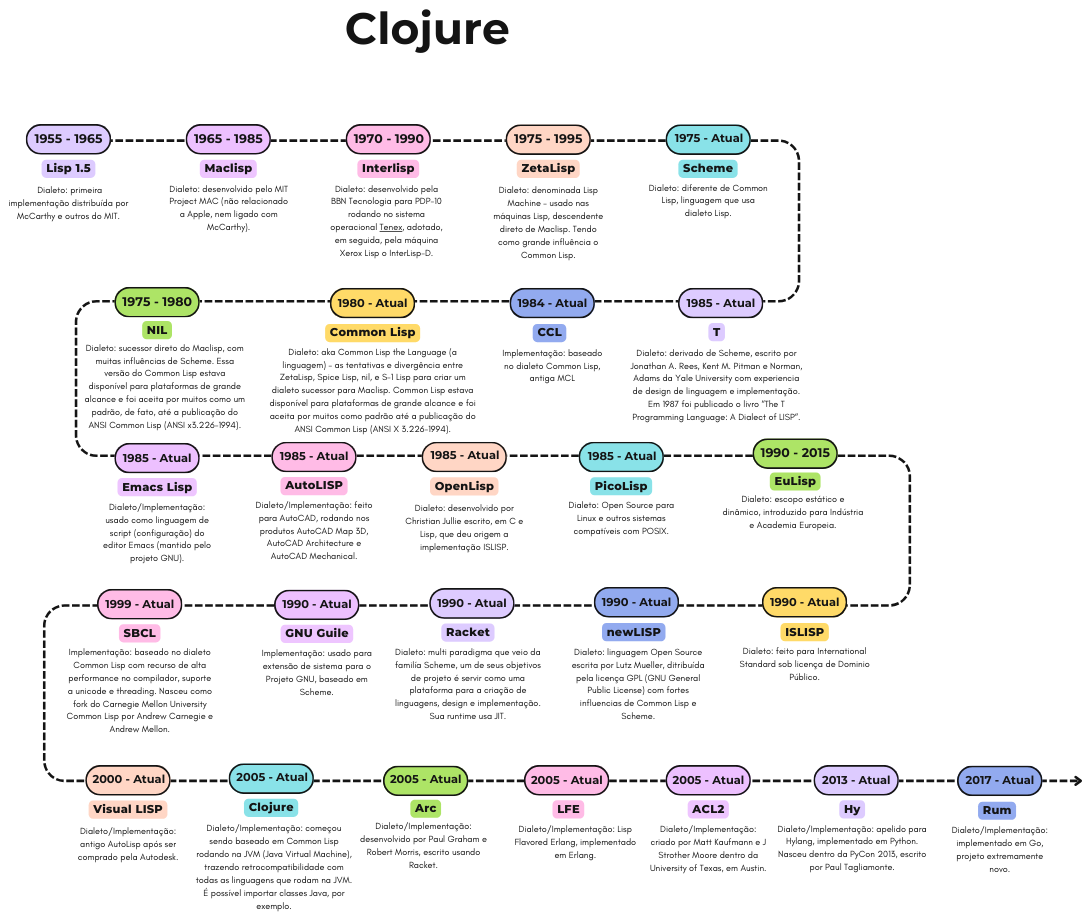 Clojure
1955 - 1965
Lisp 1.5
Dialeto: primeira
implementação distribuída por
McCarthy e outros do MIT.
1965 - 1985
Maclisp
Dialeto: desenvolvido pelo MIT
Project MAC (não relacionado
a Apple, nem ligado com
McCarthy).
1970 - 1990
Interlisp
Dialeto: desenvolvido pela
BBN Tecnologia para PDP-10
rodando no sistema
operacional Tenex, adotado,
em seguida, pela máquina
Xerox Lisp o InterLisp-D.
1975 - 1995
ZetaLisp
Dialeto: denominada Lisp
Machine - usado nas
máquinas Lisp, descendente
direto de Maclisp. Tendo
como grande influência o
Common Lisp.
1975 - Atual
Scheme
Dialeto: diferente de Common
Lisp, linguagem que usa
dialeto Lisp.
1975 - 1980
NIL
Dialeto: sucessor direto do Maclisp, com
muitas influências de Scheme. Essa
versão do Common Lisp estava
disponível para plataformas de grande
alcance e foi aceita por muitos como um
padrão, de fato, até a publicação do
ANSI Common Lisp (ANSI x3.226-1994).
1980 - Atual
Common Lisp
Dialeto: aka Common Lisp the Language (a
linguagem) - as tentativas e divergência entre
ZetaLisp, Spice Lisp, nil, e S-1 Lisp para criar um
dialeto sucessor para Maclisp. Common Lisp estava
disponível para plataformas de grande alcance e foi
aceita por muitos como padrão até a publicação do
ANSI Common Lisp (ANSI X 3.226-1994).
1984 - Atual
CCL
Implementação: baseado
no dialeto Common Lisp,
antiga MCL
1985 - Atual
T
Dialeto: derivado de Scheme, escrito por
Jonathan A. Rees, Kent M. Pitman e Norman,
Adams da Yale University com experiencia
de design de linguagem e implementação.
Em 1987 foi publicado o livro “The T
Programming Language: A Dialect of LISP”.
1985 - Atual
Emacs Lisp
Dialeto/Implementação:
usado como linguagem de
script (configuração) do
editor Emacs (mantido pelo
projeto GNU).
1985 - Atual
AutoLISP
Dialeto/Implementação: feito
para AutoCAD, rodando nos
produtos AutoCAD Map 3D,
AutoCAD Architecture e
AutoCAD Mechanical.
1985 - Atual
OpenLisp
Dialeto: desenvolvido por
Christian Jullie escrito, em C e
Lisp, que deu origem a
implementação ISLISP.
1985 - Atual
PicoLisp
Dialeto: Open Source para
Linux e outros sistemas
compatíveis com POSIX.
1990 - 2015
EuLisp
Dialeto: escopo estático e
dinâmico, introduzido para Indústria
e Academia Europeia.
1999 - Atual
SBCL
Implementação: baseado no dialeto
Common Lisp com recurso de alta
performance no compilador, suporte
a unicode e threading. Nasceu como
fork do Carnegie Mellon University
Common Lisp por Andrew Carnegie e
Andrew Mellon.
1990 - Atual
GNU Guile
Implementação: usado para
extensão de sistema para o
Projeto GNU, baseado em
Scheme.
1990 - Atual
Racket
Dialeto: multi paradigma que veio da
família Scheme, um de seus objetivos
de projeto é servir como uma
plataforma para a criação de
linguagens, design e implementação.
Sua runtime usa JIT.
1990 - Atual
newLISP
Dialeto: linguagem Open Source
escrita por Lutz Mueller, ditribuída
pela licença GPL (GNU General
Public License) com fortes
influencias de Common Lisp e
Scheme.
1990 - Atual
ISLISP
Dialeto: feito para International
Standard sob licença de Dominio
Público.
2000 - Atual
Visual LISP
Dialeto/Implementação:
antigo AutoLisp após ser
comprado pela Autodesk.
2005 - Atual
Clojure
Dialeto/Implementação: começou
sendo baseado em Common Lisp
rodando na JVM (Java Virtual Machine),
trazendo retrocompatibilidade com
todas as linguagens que rodam na JVM.
É possível importar classes Java, por
exemplo.
2005 - Atual
Arc
Dialeto/Implementação:
desenvolvido por Paul Graham e
Robert Morris, escrito usando
Racket.
2005 - Atual
LFE
Dialeto/Implementação: Lisp
Flavored Erlang, implementado
em Erlang.
2005 - Atual
ACL2
Dialeto/Implementação:
criado por Matt Kaufmann e J
Strother Moore dentro da
University of Texas, em Austin.
2013 - Atual
Hy
Dialeto/Implementação: apelido para
Hylang, implementado em Python.
Nasceu dentro da PyCon 2013, escrito
por Paul Tagliamonte.
2017 - Atual
Rum
Dialeto/Implementação:
implementado em Go,
projeto extremamente
novo.